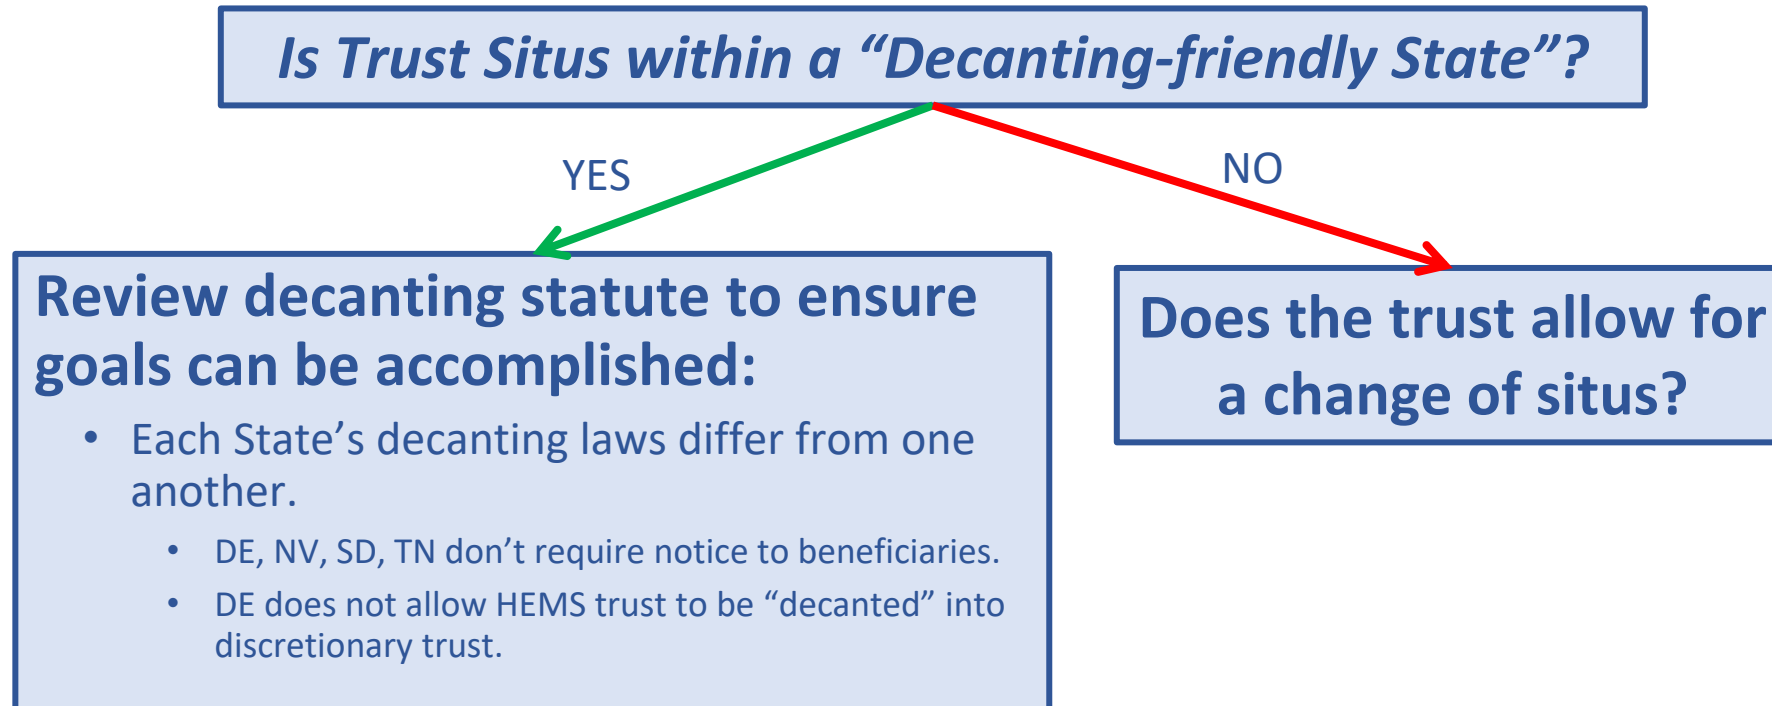 Is Trust Situs within a “Decanting-friendly State”?
YES
NO
Review decanting statute to ensure
goals can be accomplished:
• Each State’s decanting laws differ from one
another.
• DE, NV, SD, TN don’t require notice to beneficiaries.
• DE does not allow HEMS trust to be “decanted” into
discretionary trust.
Does the trust allow for
a change of situs?